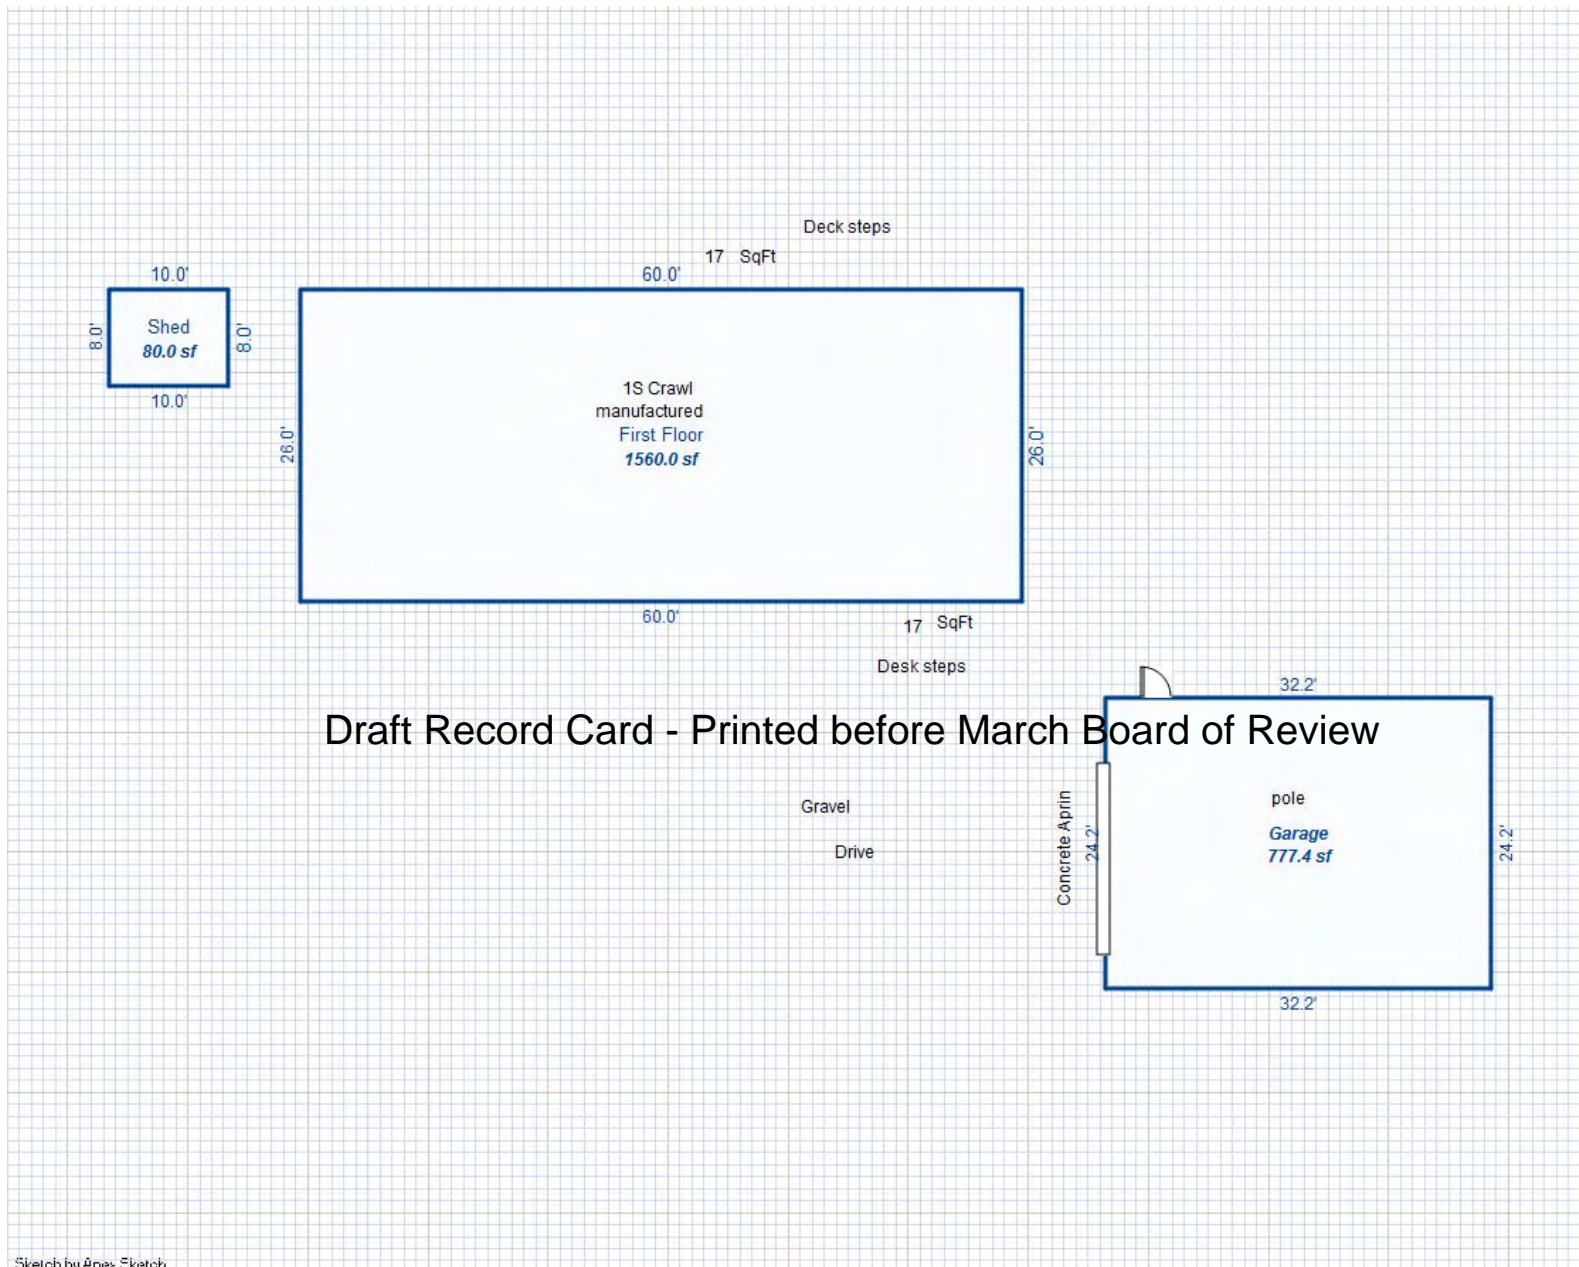 Deck steps
17 SqFt
10.0'
60.0'
8.0'
Shed
80.0 sf
8.0'
10.0'
1S Crawl
manufactured
First Floor
1560.0 sf
26.0'
26.0'
60.0'
17 SqFt
Desk steps
32.2'
Draft Record Card - Printed before March Board of Review
Gravel
Drive
Concrete Aprin
24.2'
pole
Garage
777.4 sf
24.2'
32.2'
Sketch by Apex Sketch